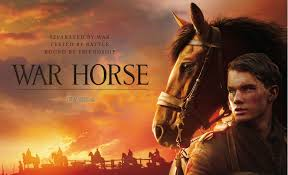 SEPARATED BY WAR
TESTED BY BATTLE
BOUND BY FRIENDSHIP
WAR HORSE